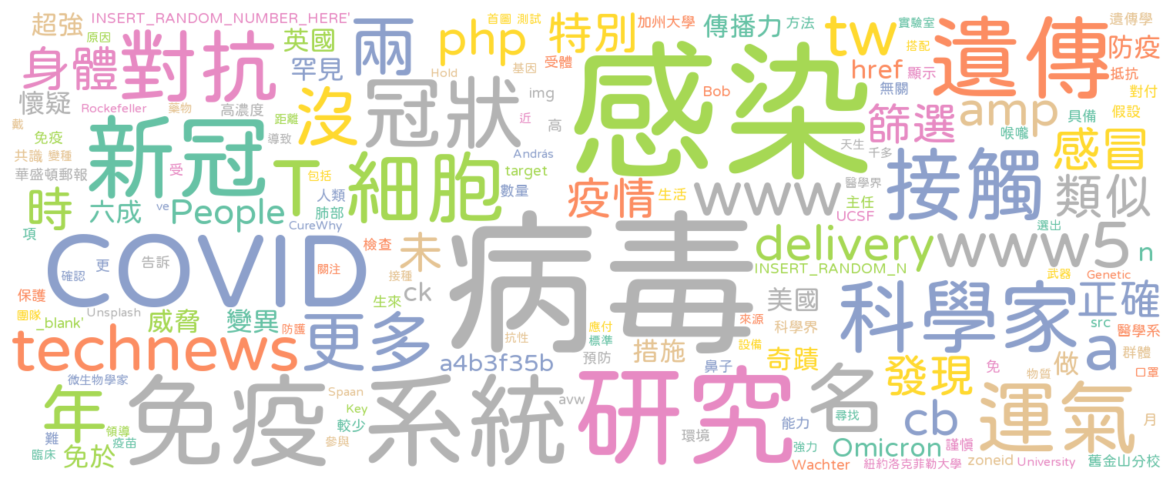 超強 INSERT_RANDOM_NUMBER_HERE'
原因
英國
罕見
身體
對抗
兩
首圖 測試
php
Hold
基因
受體
特別
加州大學
傳播力
方法
tw
實驗室
搭配
href
顯示
無關
遺傳
遺傳學
防疫
抵抗
懷疑
Rockefeller
藥物
高濃度
戴
免疫
共識
變種
華盛頓郵報
受
新冠
距離
導致
沒
冠狀
img
近
高
感染
Bob
天生
千多
篩選
amp
喉嚨
具備
對付
假設
感冒
時
六成
項
People
ve
T
細胞
包括
人類
肺部
CureWhy
András
target
數量
疫情
生活
www
醫學界
主任
UCSF
接觸
類似
選出
COVID
確認
更
告訴
關注
檢查
未
ck
生來
接種
病毒
delivery
www5
n
INSERT_RANDOM_N
武器
Genetic
保護
團隊
_blank'
Unsplash
威脅
變異
防護
更多
抗性
應付
標準
來源
設備
美國
科學界
科學家
正確
src
醫學系
technews
a4b3f35b
預防
措施
鼻子
奇蹟
發現
做
群體
a
物質
口罩
免
微生物學家
年
難
領導
臨床
疫苗
免於
免疫
系統
Spaan
Key
較少
參與
avw
研究
環境
名
尋找
能力
強力
Wachter
cb
Omicron
謹慎
紐約洛克菲勒大學
運氣
zoneid
University
月
舊金山分校